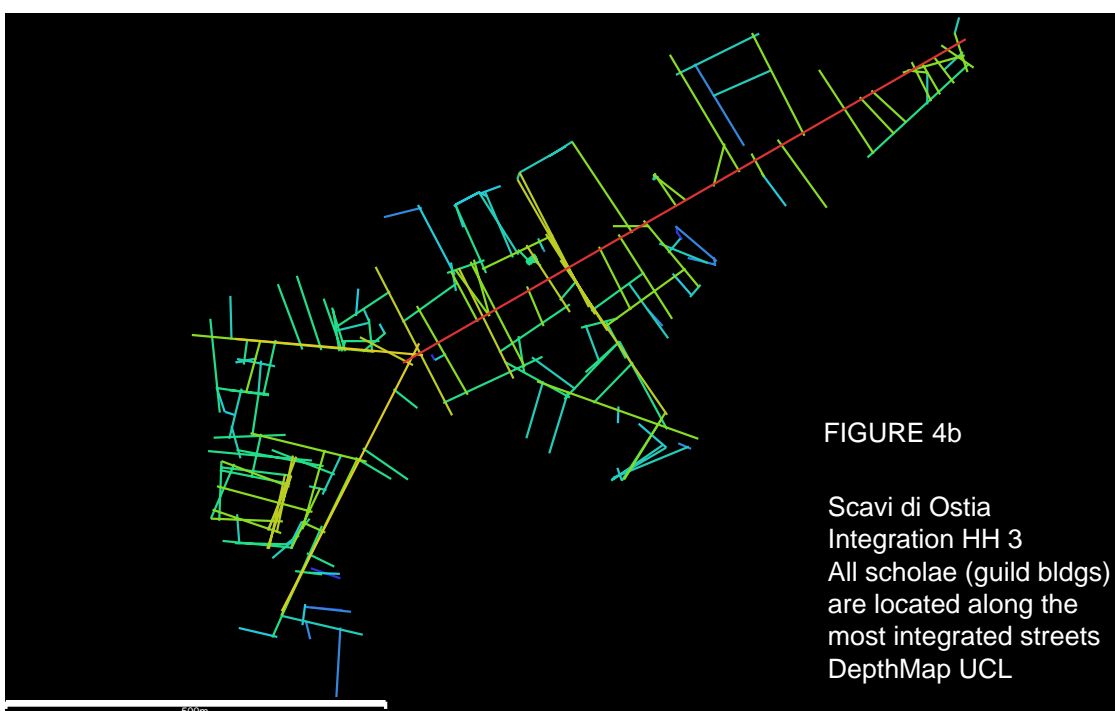 FIGURE 4b
Scavi di Ostia
Integration HH 3
All scholae (guild bldgs)
are located along the
most integrated streets
DepthMap UCL
500m